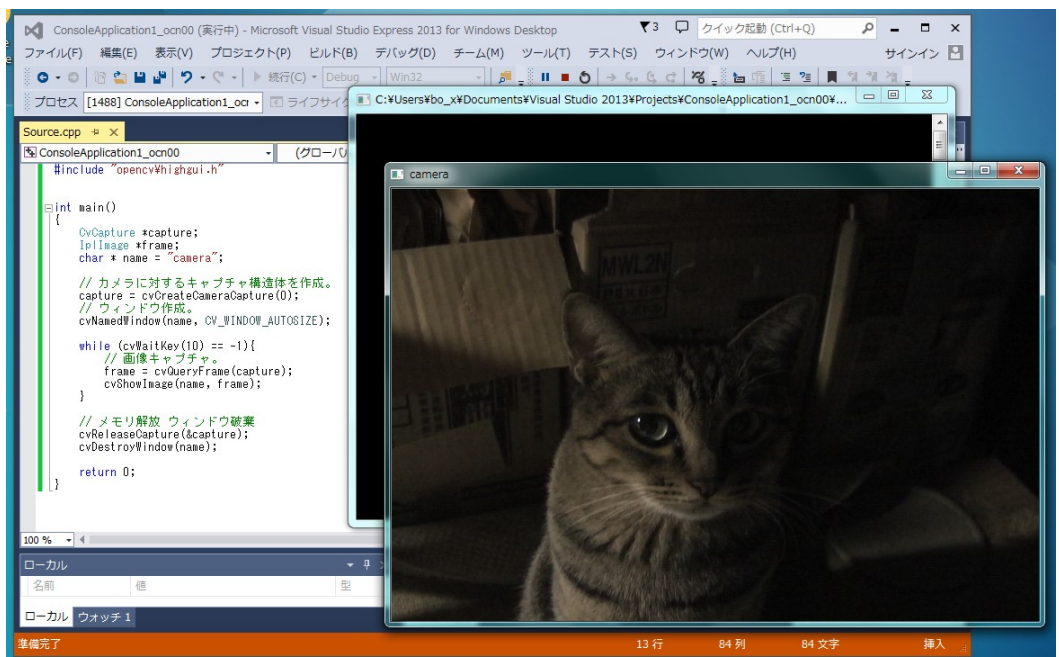 ConsoleApplication1_ocn00 (実行中) - Microsoft Visual Studio Express 2013 for Windows Desktop
3
クイック起動 (Ctrl+Q)
ファイル(F) 編集(E) 表示(V) プロジェクト(P) ビルド(B) デバッグ(D) チーム(M) ツール(T) テスト(S) ウィンドウ(W) ヘルプ(H) サインイン
続行(C) Debug Win32
プロセス [1488] ConsoleApplication1_ocr ライフサイク
C:¥Users¥bo_x¥Documents¥Visual Studio 2013¥Projects¥ConsoleApplication1_ocn00¥...
Source.cpp
ConsoleApplication1_ocn00 (グローバル
camera
#include "opencv¥highgui.h"
int main()
{
CvCapture *capture;
IplImage *frame;
char * name = "camera";
// カメラに対するキャプチャ構造体を作成。
capture = cvCreateCameraCapture(0);
// ウィンドウ作成。
cvNamedWindow(name, CV_WINDOW_AUTOSIZE);
while (cvWaitKey(10) == -1){
// 画像キャプチャ。
frame = cvQueryFrame(capture);
cvShowImage(name, frame);
}
// メモリ解放 ウィンドウ破棄
cvReleaseCapture(&capture);
cvDestroyWindow(name);
return 0;
}
MWL2N
100 %
ローカル
名前 値 型
ローカル ウォッチ 1
準備完了 13 行 84 列 84 文字 挿入